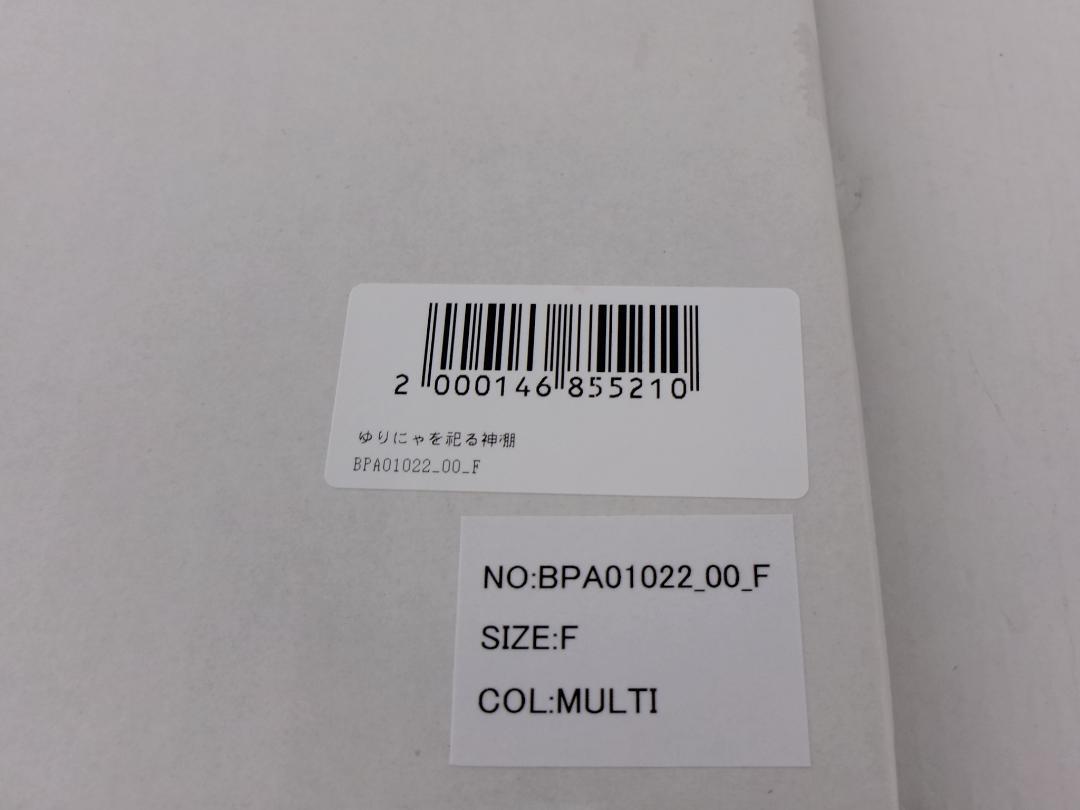 2 000146 855210
ゆりにゃを祀る神棚
BPA01022_00_F
NO:BPA01022_00_F
SIZE:F
COL:MULTI